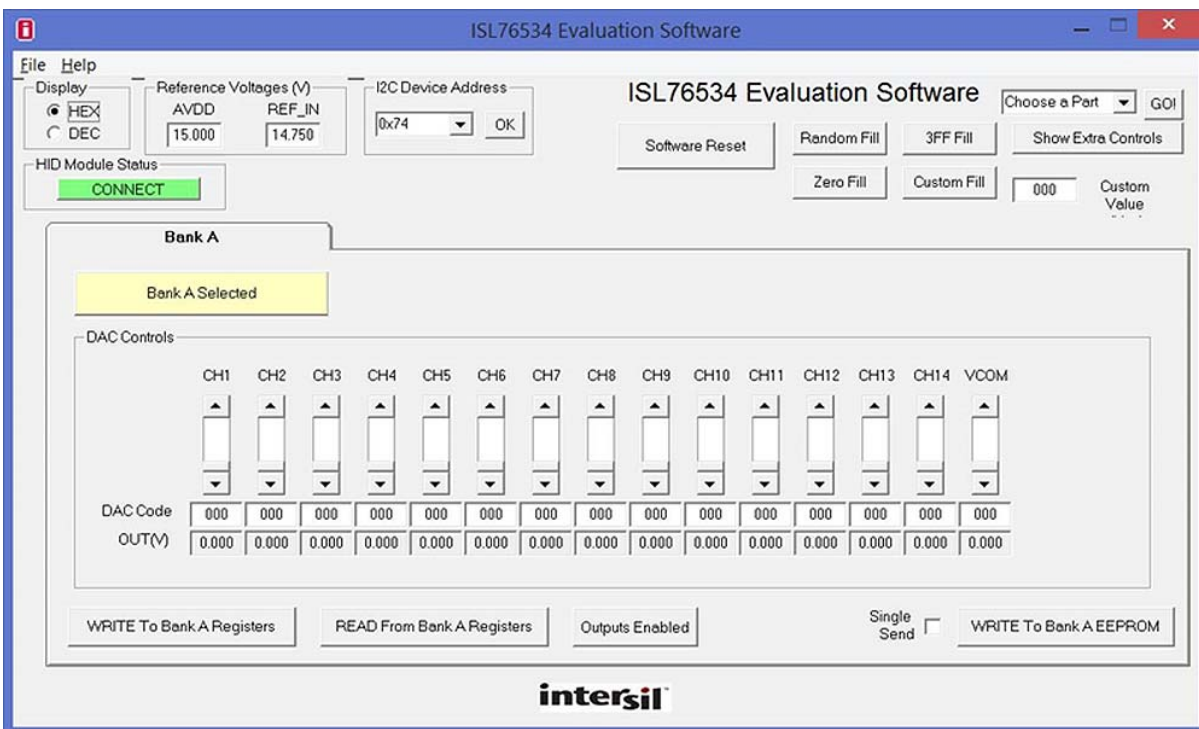 ISL76534 Evaluation Software
File Help
Display
HEX
DEC
Reference Voltages (V)
AVDD REF_IN
15.000 14.750
I2C Device Address
0x74 OK
HID Module Status
CONNECT
ISL76534 Evaluation Software
Choose a Part GO!
Software Reset Random Fill 3FF Fill Show Extra Controls
Zero Fill Custom Fill 000 Custom
Value
Bank A
Bank A Selected
DAC Controls
CH1 CH2 CH3 CH4 CH5 CH6 CH7 CH8 CH9 CH10 CH11 CH12 CH13 CH14 VCOM
DAC Code 000 000 000 000 000 000 000 000 000 000 000 000 000 000 000
OUT(V) 0.000 0.000 0.000 0.000 0.000 0.000 0.000 0.000 0.000 0.000 0.000 0.000 0.000 0.000 0.000
WRITE To Bank A Registers READ From Bank A Registers Outputs Enabled Single
Send WRITE To Bank A EEPROM
intersil